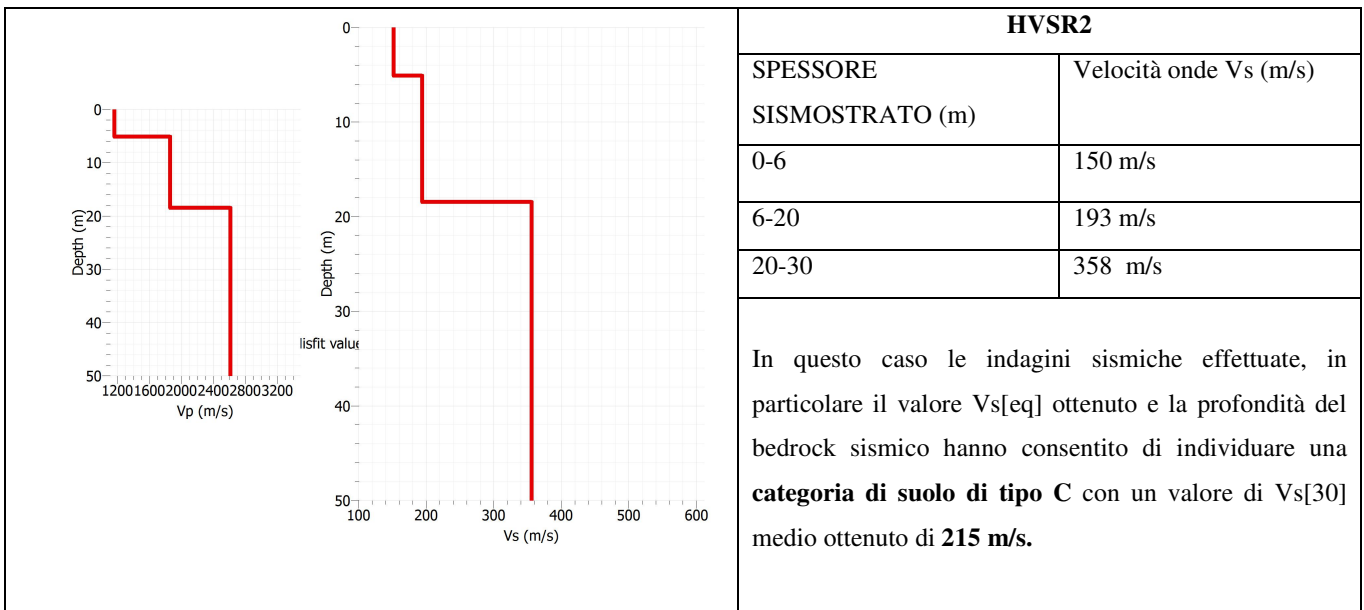 0
10
20
30
40
50
Depth (m)
120016002000240028003200
Vp (m/s)
lisfit value
0
10
20
30
40
50
Depth (m)
100 200 300 400 500 600
Vs (m/s)
HVSR2
SPESSORE
SISMOSTRATO (m)
Velocità onde Vs (m/s)
0-6 150 m/s
6-20 193 m/s
20-30 358 m/s
In questo caso le indagini sismiche effettuate, in
particolare il valore Vs[eq] ottenuto e la profondità del
bedrock sismico hanno consentito di individuare una
categoria di suolo di tipo C con un valore di Vs[30]
medio ottenuto di 215 m/s.